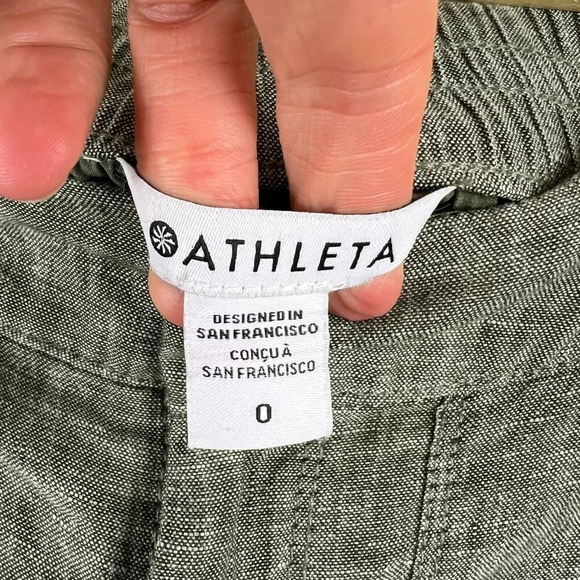 ATHLETA
DESIGNED IN
SAN FRANCISCO
CONÇU À
SAN FRANCISCO
0